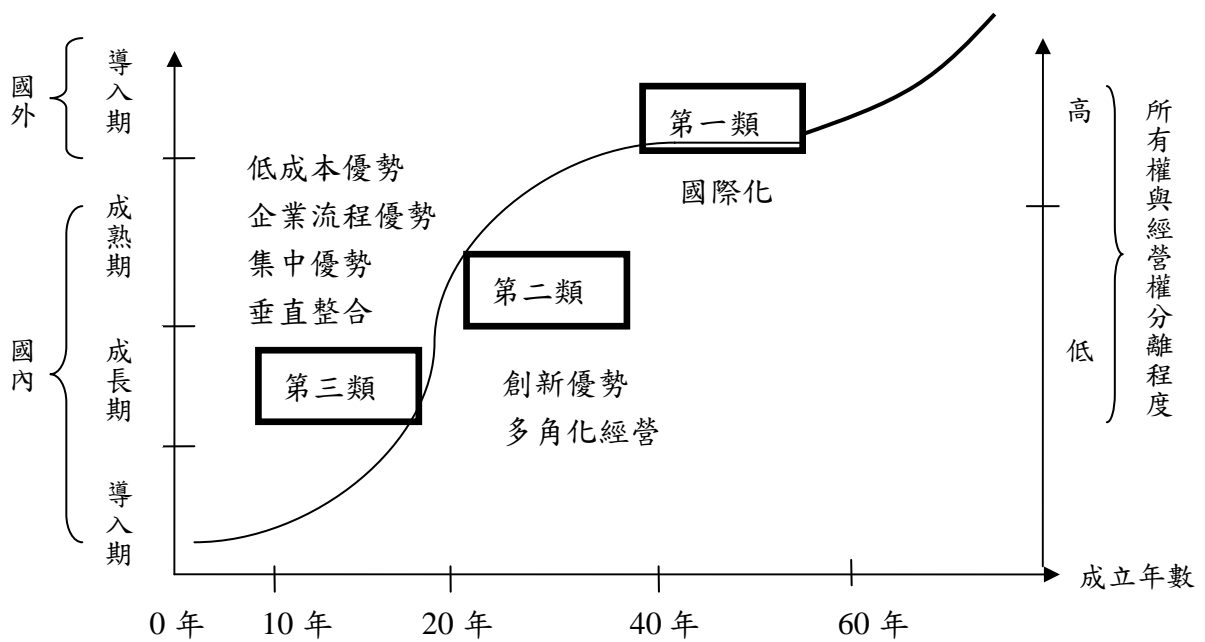 國外
導入期
國內
成熟期
成長期
導入期
低成本優勢
企業流程優勢
集中優勢
垂直整合
第一類
國際化
第二類
第三類
創新優勢
多角化經營
高
低
所有權與經營權分離程度
0 年
10 年
20 年
40 年
60 年
成立年數